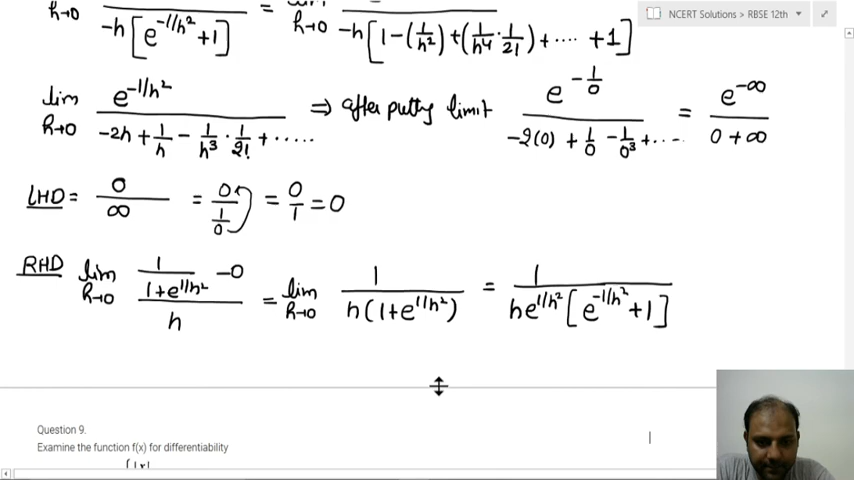 NCERT Solutions > RBSE 12th
h→0 -h[e^{-1/h²}+1] = h→0 -h[1-(1/h²)+(1/h⁴·1/2!)+....+1]
lim h→0 e^{-1/h²} / (-2h+1/h-1/h³·1/2!+.....) ⇒ after putty limit e^{-1/0} / (-2(0)+1/0-1/0³+....) = e^{-∞} / (0+∞)
LHD = 0/∞ = 0/(1/0) = 0/1 = 0
RHD lim h→0 (1/(1+e^{1/h²}) -0)/h = lim h→0 1/(h(1+e^{1/h²})) = 1/(he^{1/h²}[e^{-1/h²}+1])
Question 9.
Examine the function f(x) for differentiability